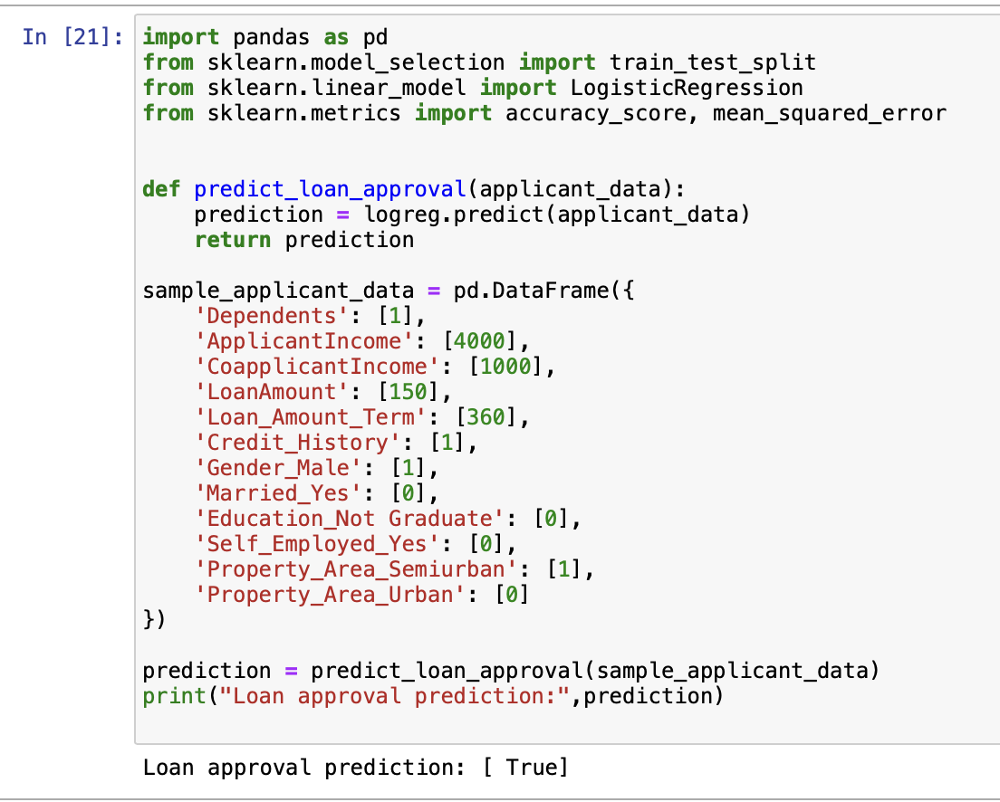 In [21]:
import pandas as pd
from sklearn.model_selection import train_test_split
from sklearn.linear_model import LogisticRegression
from sklearn.metrics import accuracy_score, mean_squared_error
def predict_loan_approval(applicant_data):
    prediction = logreg.predict(applicant_data)
    return prediction
sample_applicant_data = pd.DataFrame({
    'Dependents': [1],
    'ApplicantIncome': [4000],
    'CoapplicantIncome': [1000],
    'LoanAmount': [150],
    'Loan_Amount_Term': [360],
    'Credit_History': [1],
    'Gender_Male': [1],
    'Married_Yes': [0],
    'Education_Not Graduate': [0],
    'Self_Employed_Yes': [0],
    'Property_Area_Semiurban': [1],
    'Property_Area_Urban': [0]
})
prediction = predict_loan_approval(sample_applicant_data)
print("Loan approval prediction:",prediction)
Loan approval prediction: [ True]